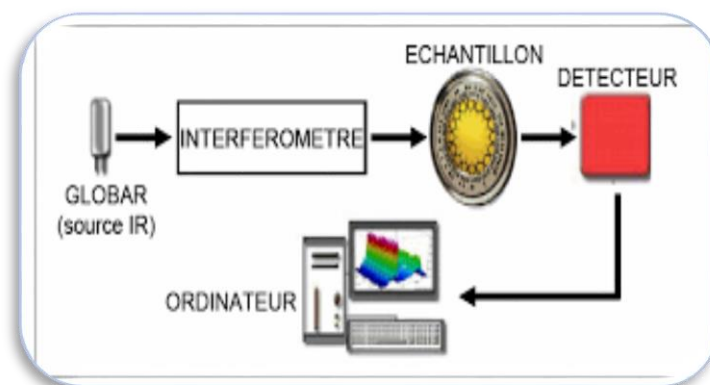 ECHANTILLON
DETECTEUR
INTERFEROMETRE
GLOBAR
(source IR)
ORDINATEUR